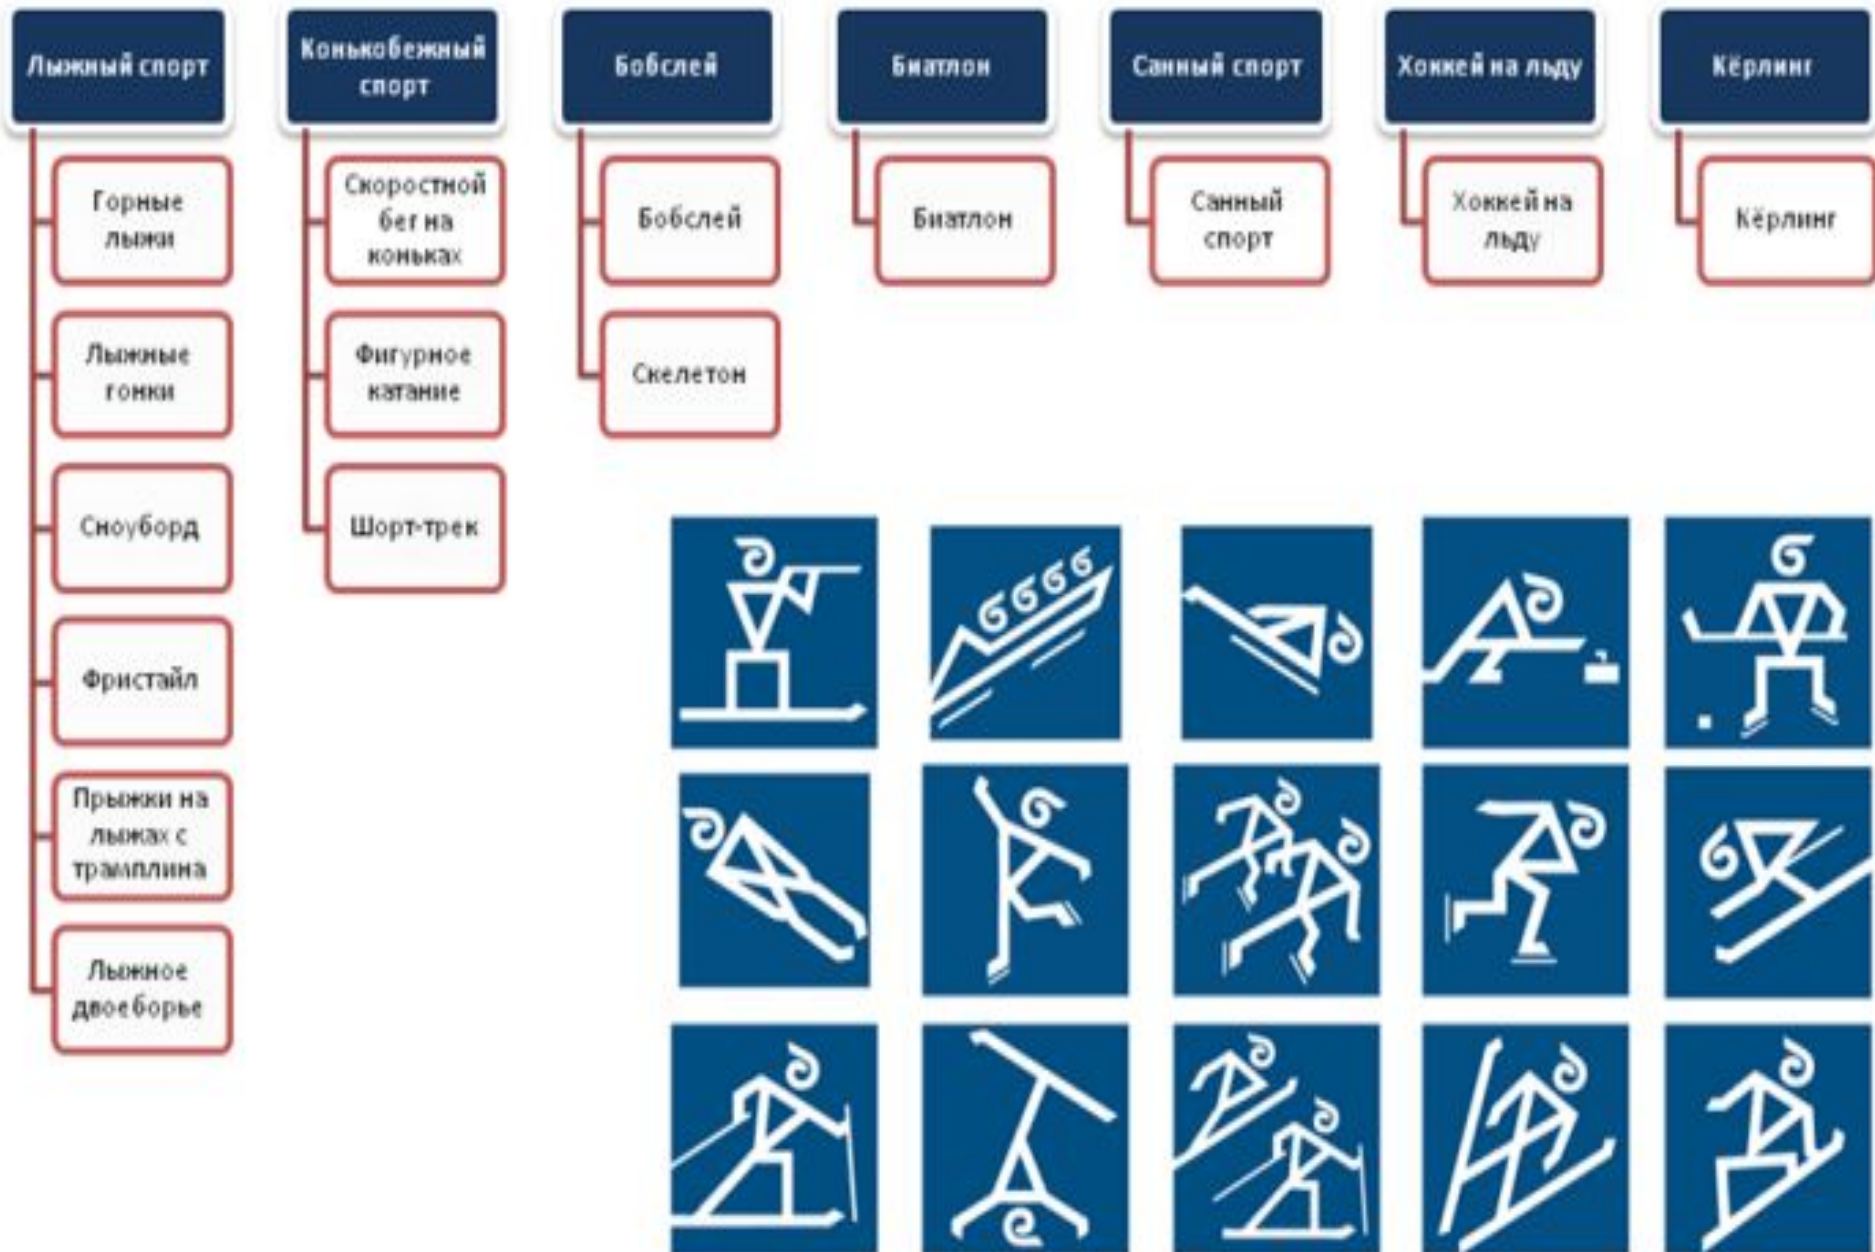 Лыжный спорт
Горные
лыжи
Лыжные
гонки
Сноуборд
Фристайл
Прыжки на
лыжах с
трамплина
Лыжное
двоеборье
Конькобежный
спорт
Скоростной
бег на
коньках
Фигурное
катание
Шорт-трек
Бобслей
Бобслей
Скелетон
Биатлон
Биатлон
Санный спорт
Санный
спорт
Хоккей на льду
Хоккей на
льду
Кёрлинг
Кёрлинг